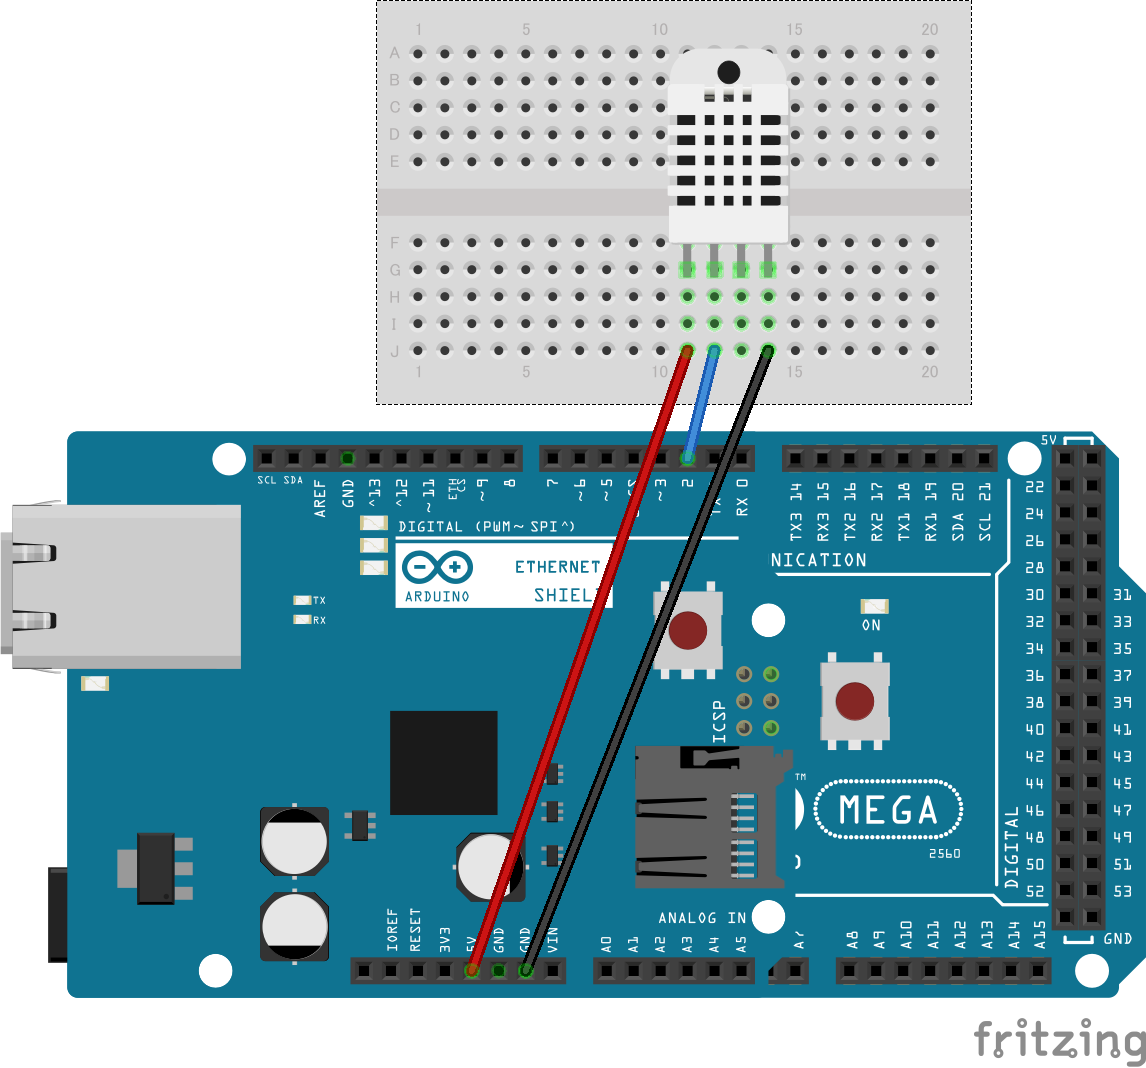 1 5 10 15 20
A
B
C
D
E
F
G
H
I
J
1 5 10 15 20
5V
SCL SDA AREF GND ^13 ^12 ~11 ETH CS ~9 8 7 ~6 ~5 ~3 2 RX 0
TX3 14 RX3 15 TX2 16 RX2 17 TX1 18 RX1 19 SDA 20 SCL 21
DIGITAL (PWM~ SPI^)
ETHERNET
SHIEL
ARDUINO
NICATION
TX
RX
ON
ICSP
22
24
26
28
30 31
32 33
34 35
36 37
38 39
40 41
42 43
44 45
46 47
48 49
50 51
52 53
DIGITAL
TM
MEGA
2560
ANALOG IN
IOREF RESET 3V3 5V GND GND VIN
A0 A1 A2 A3 A4 A5 A7 A8 A9 A10 A11 A12 A13 A14 A15
GND
fritzing